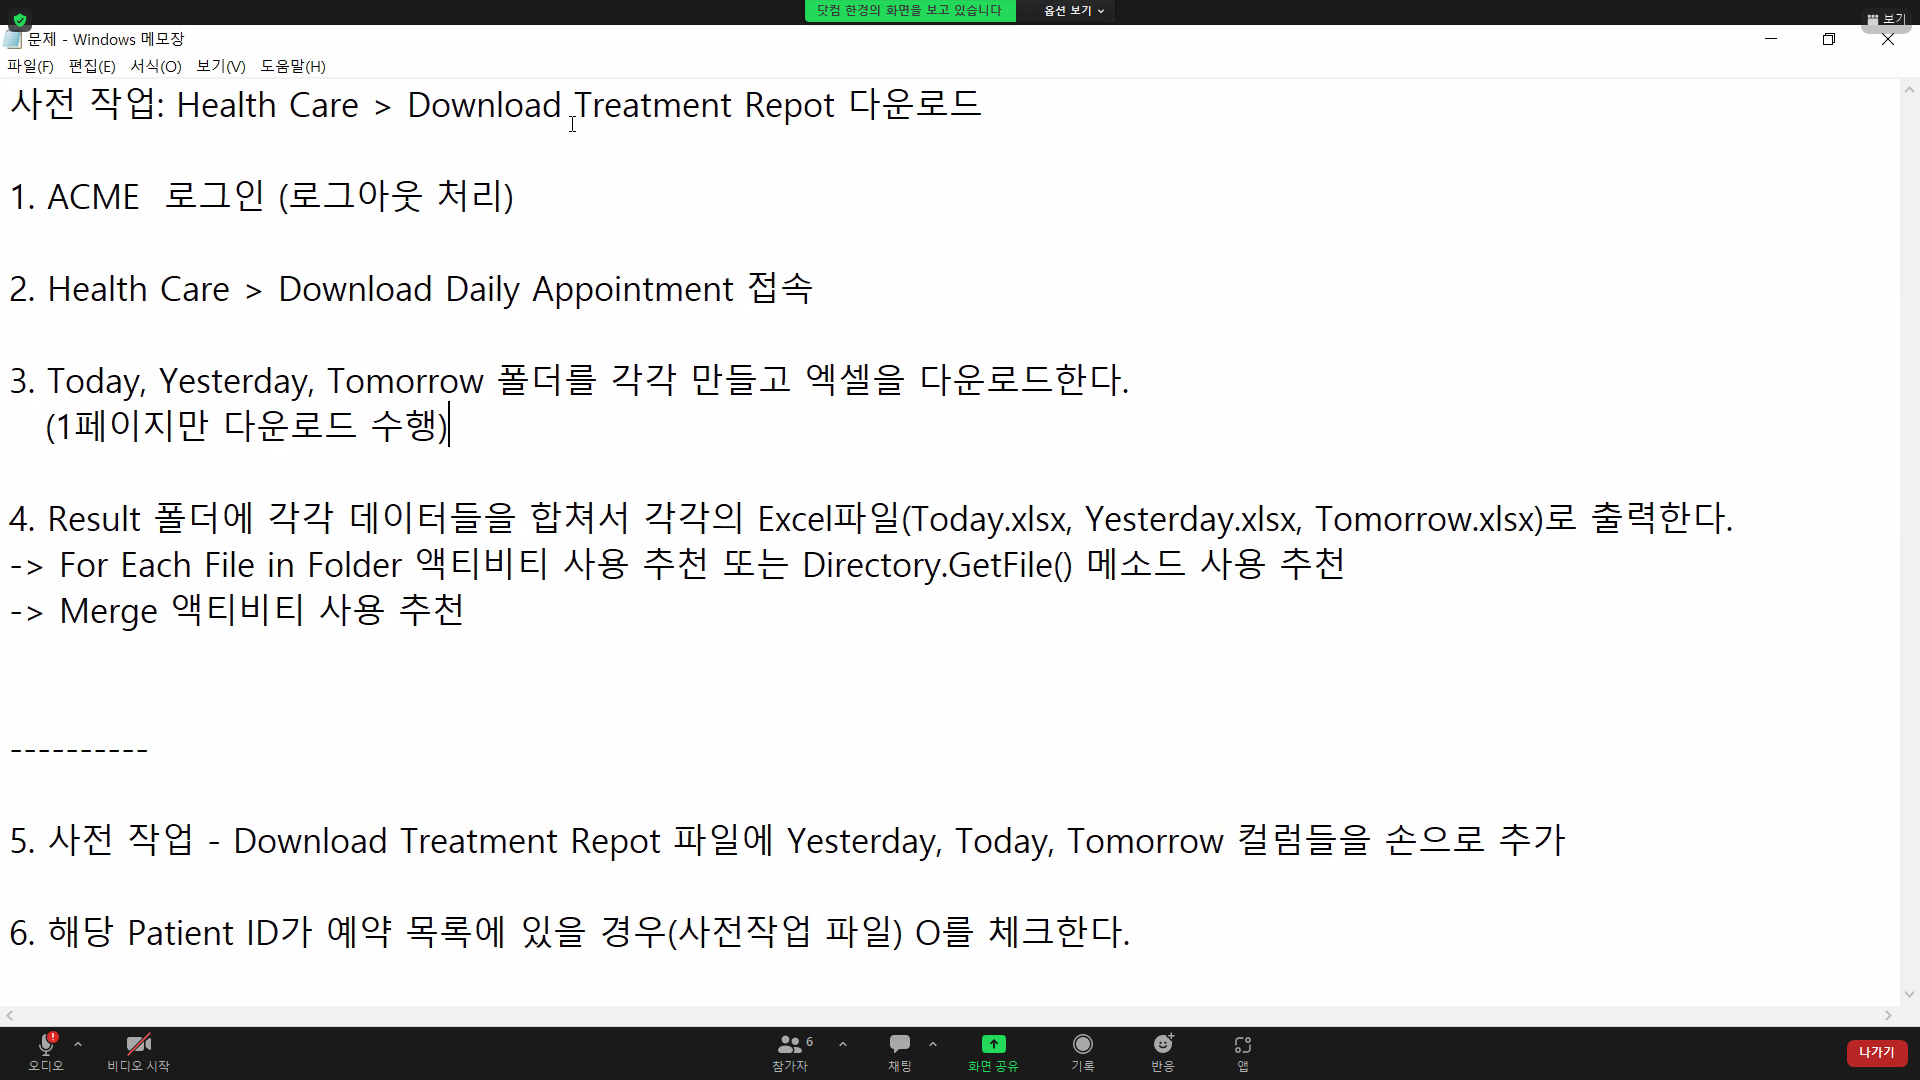 닷컴 한경의 화면을 보고 있습니다 옵션 보기
보기
문제 - Windows 메모장
파일(F) 편집(E) 서식(O) 보기(V) 도움말(H)
사전 작업: Health Care > Download Treatment Repot 다운로드
1. ACME 로그인 (로그아웃 처리)
2. Health Care > Download Daily Appointment 접속
3. Today, Yesterday, Tomorrow 폴더를 각각 만들고 엑셀을 다운로드한다.
(1페이지만 다운로드 수행)
4. Result 폴더에 각각 데이터들을 합쳐서 각각의 Excel파일(Today.xlsx, Yesterday.xlsx, Tomorrow.xlsx)로 출력한다.
-> For Each File in Folder 액티비티 사용 추천 또는 Directory.GetFile() 메소드 사용 추천
-> Merge 액티비티 사용 추천
----------
5. 사전 작업 - Download Treatment Repot 파일에 Yesterday, Today, Tomorrow 컬럼들을 손으로 추가
6. 해당 Patient ID가 예약 목록에 있을 경우(사전작업 파일) O를 체크한다.
오디오 비디오 시작 참가자 6 채팅 화면 공유 기록 반응 앱 나가기